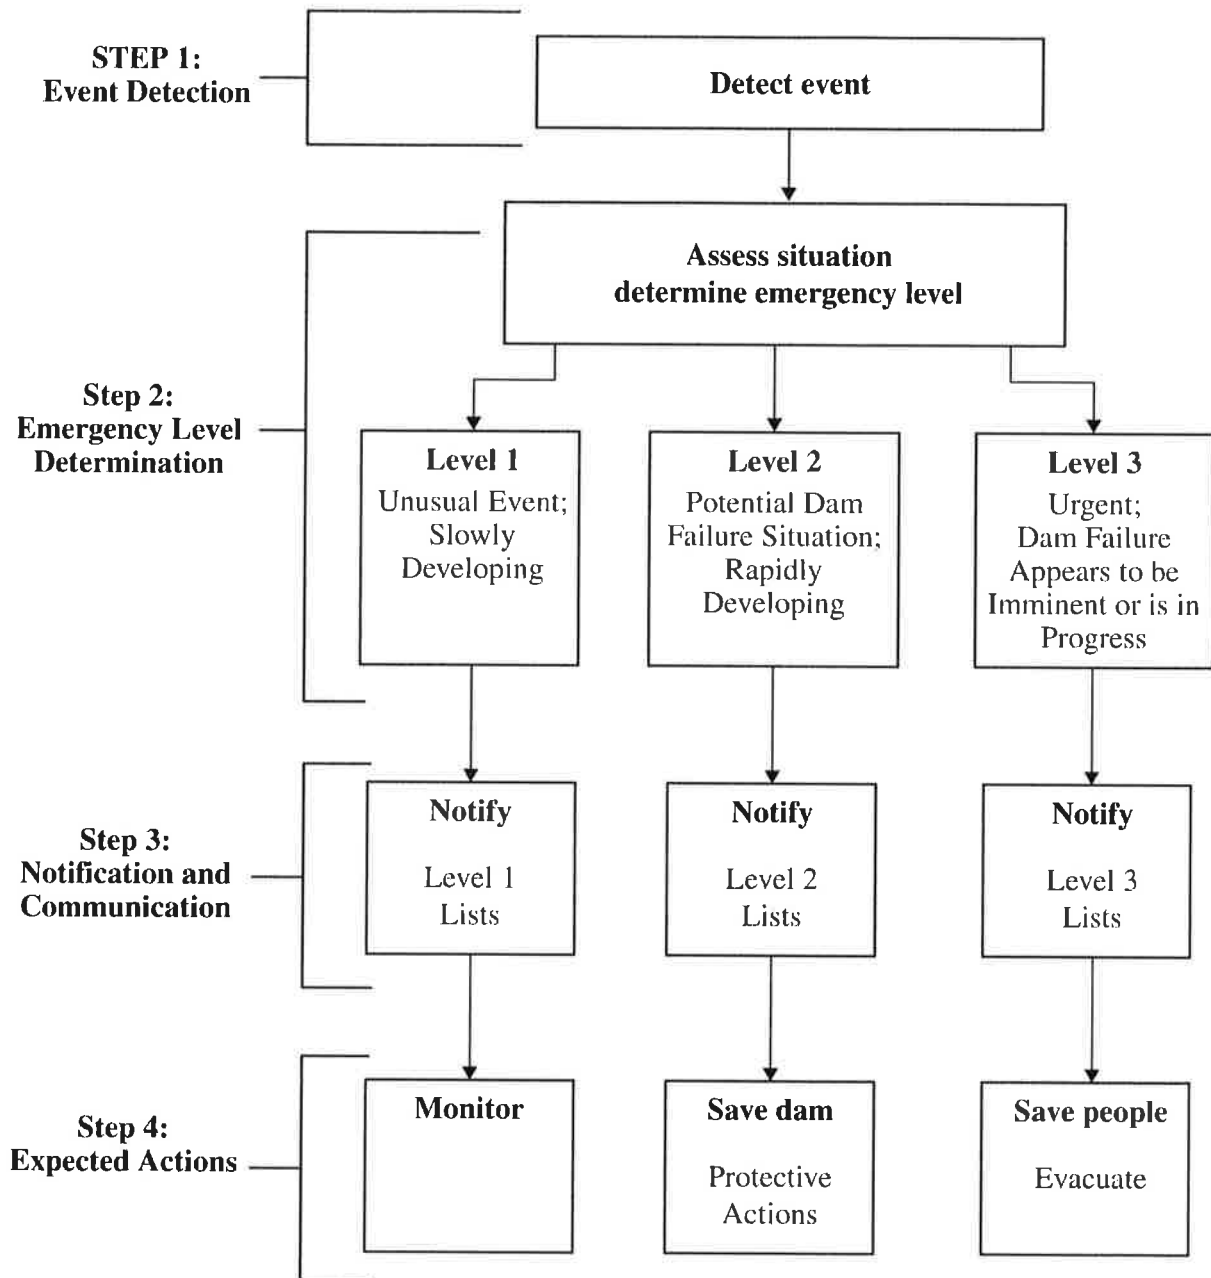 STEP 1:
Event Detection
Detect event
Assess situation
determine emergency level
Step 2:
Emergency Level
Determination
Level 1
Unusual Event;
Slowly
Developing
Level 2
Potential Dam
Failure Situation;
Rapidly
Developing
Level 3
Urgent;
Dam Failure
Appears to be
Imminent or is in
Progress
Step 3:
Notification and
Communication
Notify
Level 1
Lists
Notify
Level 2
Lists
Notify
Level 3
Lists
Step 4:
Expected Actions
Monitor
Save dam
Protective
Actions
Save people
Evacuate